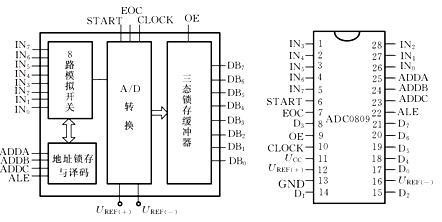 EOC
START CLOCK OE
IN₇
IN₆
IN₅
IN₄
IN₃
IN₂
IN₁
IN₀
8
路
模
拟
开
关
A/D
转
换
三
态
锁
存
缓
冲
器
DB₇
DB₆
DB₅
DB₄
DB₃
DB₂
DB₁
DB₀
ADDA
ADDB
ADDC
ALE
地址锁存
与译码
U_REF(+) U_REF(-)
IN₃ 1 28 IN₂
IN₄ 2 27 IN₁
IN₅ 3 26 IN₀
IN₆ 4 25 ADDA
IN₇ 5 24 ADDB
START 6 23 ADDC
EOC 7 ADC0809 22 ALE
D₃ 8 21 D₇
OE 9 20 D₆
CLOCK 10 19 D₅
U_CC 11 18 D₄
U_REF(+) 12 17 D₀
GND 13 16 U_REF(-)
D₁ 14 15 D₂